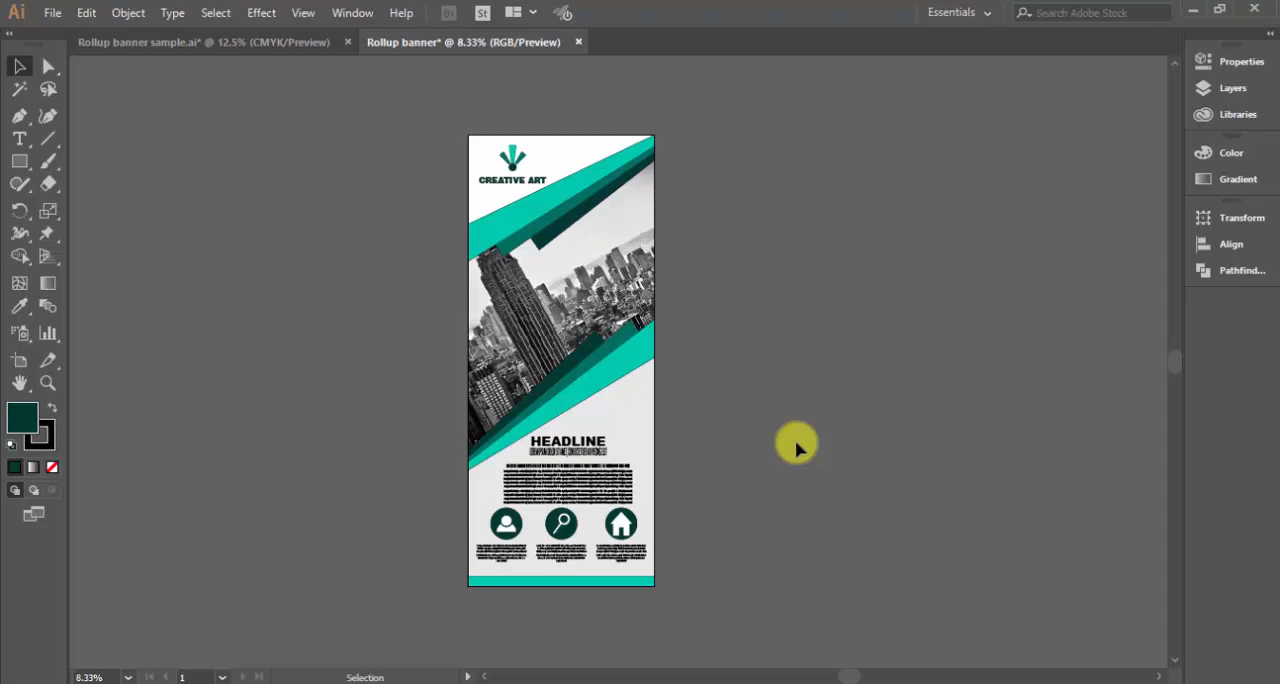 Ai File Edit Object Type Select Effect View Window Help Br St Essentials Search Adobe Stock
Rollup banner sample.ai* @ 12.5% (CMYK/Preview) × Rollup banner* @ 8.33% (RGB/Preview) ×
Properties
Layers
Libraries
Color
Gradient
Transform
Align
Pathfind...
CREATIVE ART
HEADLINE
8.33% 1 Selection